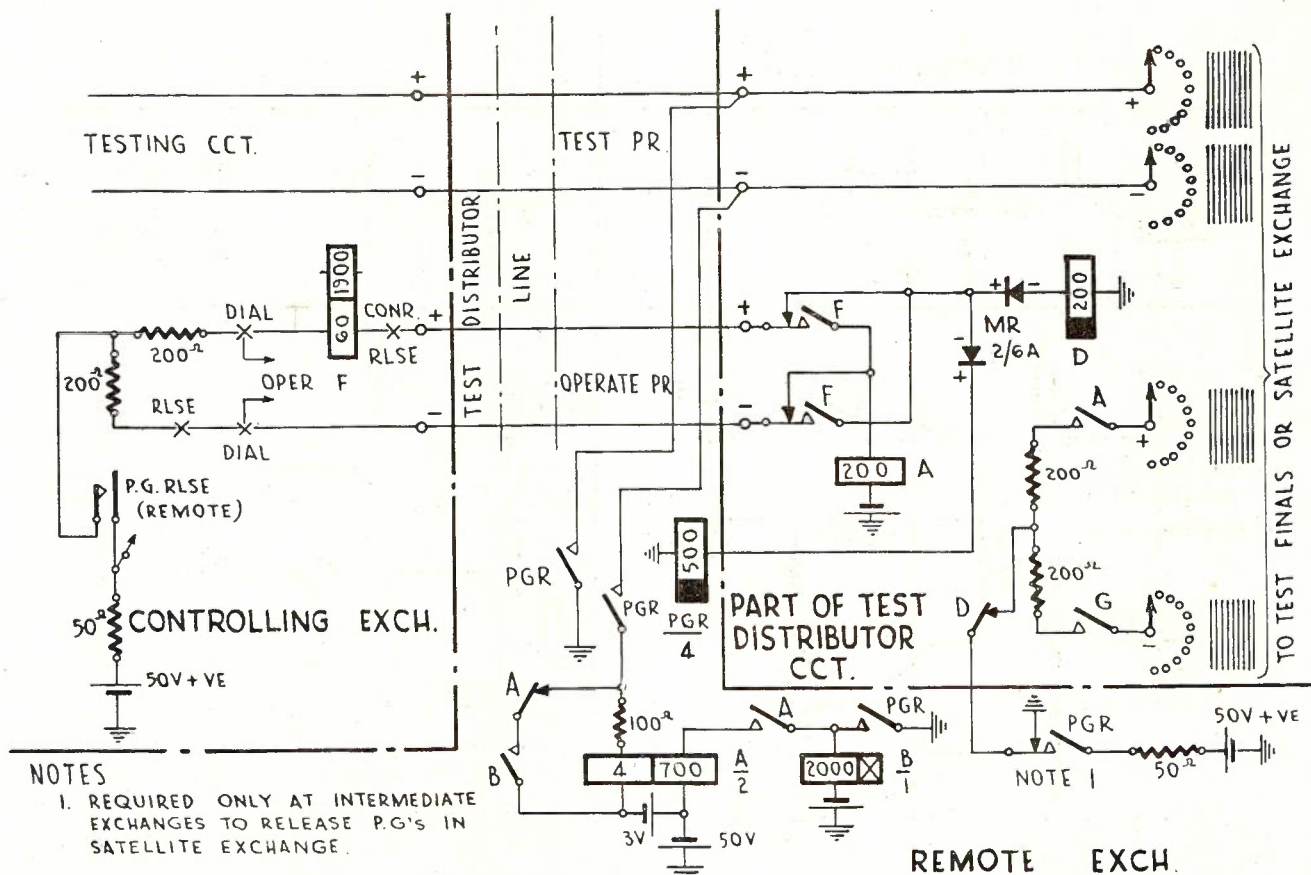 TESTING CCT.
+
-
TEST DISTRIBUTOR
LINE
TEST PR.
+
-
+
-
TO TEST FINALS OR SATELLITE EXCHANGE
200Ω
DIAL
60 1900
CONR.
RLSE
+
OPER F
200Ω
RLSE
DIAL
-
OPERATE PR.
+
F
-
F
200
A
+ -
MR
2/6A
-
+
200
D
P.G. RLSE
(REMOTE)
50Ω
CONTROLLING EXCH.
50V +VE
PGR
PGR
500
PGR
4
PART OF TEST
DISTRIBUTOR
CCT.
A
+
200Ω
200Ω
D
G
-
A
B
100Ω
4 700
A
2
3V
50V
A
PGR
2000
B
1
PGR
NOTE 1
50Ω
50V +VE
NOTES
1. REQUIRED ONLY AT INTERMEDIATE
EXCHANGES TO RELEASE P.G's IN
SATELLITE EXCHANGE.
REMOTE EXCH.